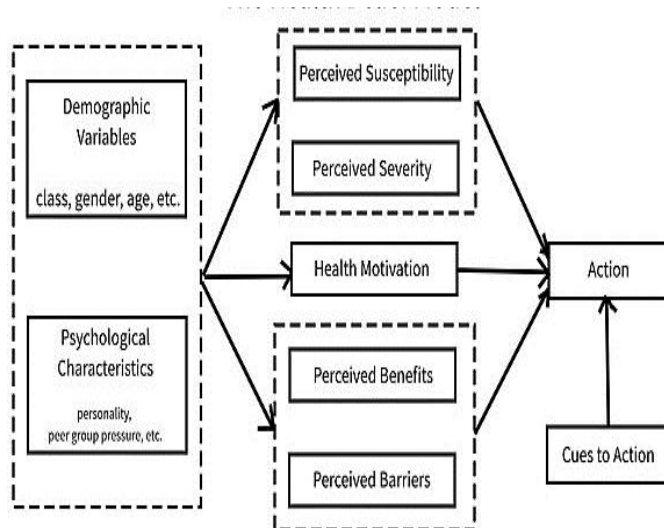 Demographic
Variables
class, gender, age, etc.
Psychological
Characteristics
personality,
peer group pressure, etc.
Perceived Susceptibility
Perceived Severity
Health Motivation
Perceived Benefits
Perceived Barriers
Action
Cues to Action